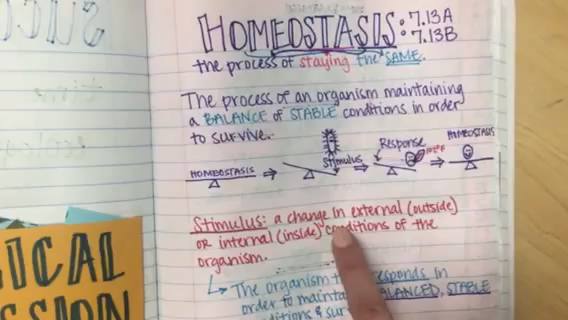 HOMEOSTASIS: 7.13A
: 7.13B
the process of staying the SAME.
The process of an organism maintaining
a BALANCE of STABLE conditions in order
to survive.
HOMEOSTASIS
Stimulus
Response
HOMEOSTASIS
Stimulus: a change in external (outside)
OR internal (inside) conditions of the
organism.
The organism responds in
order to BALANCED, STABLE
ICAL